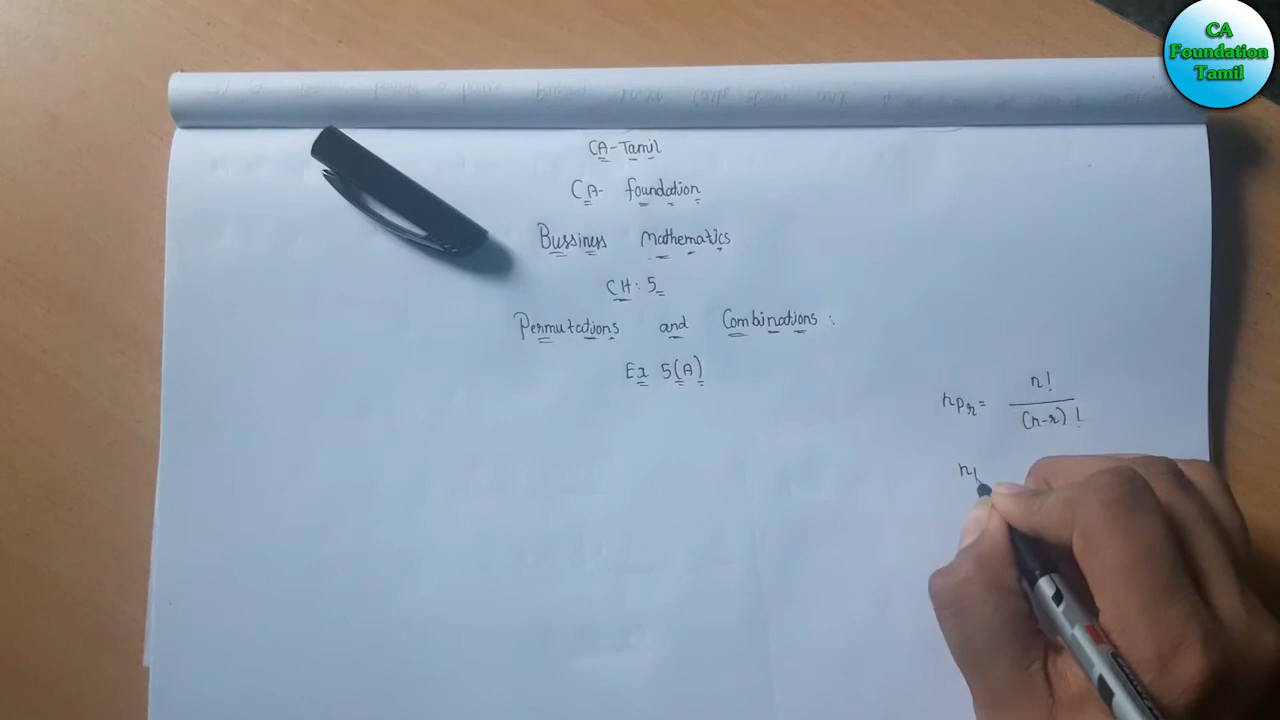 CA
Foundation
Tamil
CA-Tamil
CA- foundation
Bussiness Mathematics
CH: 5
Permutations and Combinations:
Ex 5(A)
nPr = n!
(n-r)!
n